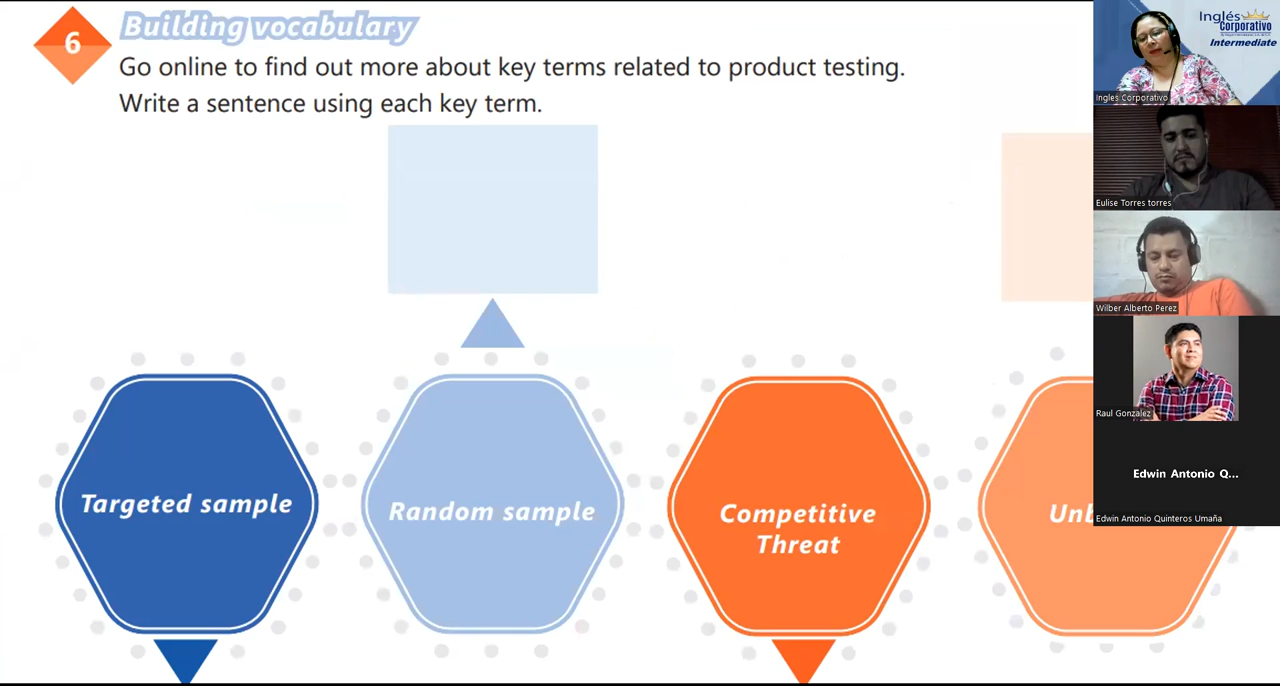 6
Building vocabulary
Go online to find out more about key terms related to product testing.
Write a sentence using each key term.
Targeted sample
Random sample
Competitive
Threat
Inglés
Corporativo
Intermediate
Ingles Corporativo
Eulise Torres torres
Wilber Alberto Perez
Raul Gonzalez
Edwin Antonio Q...
Edwin Antonio Quinteros Umaña